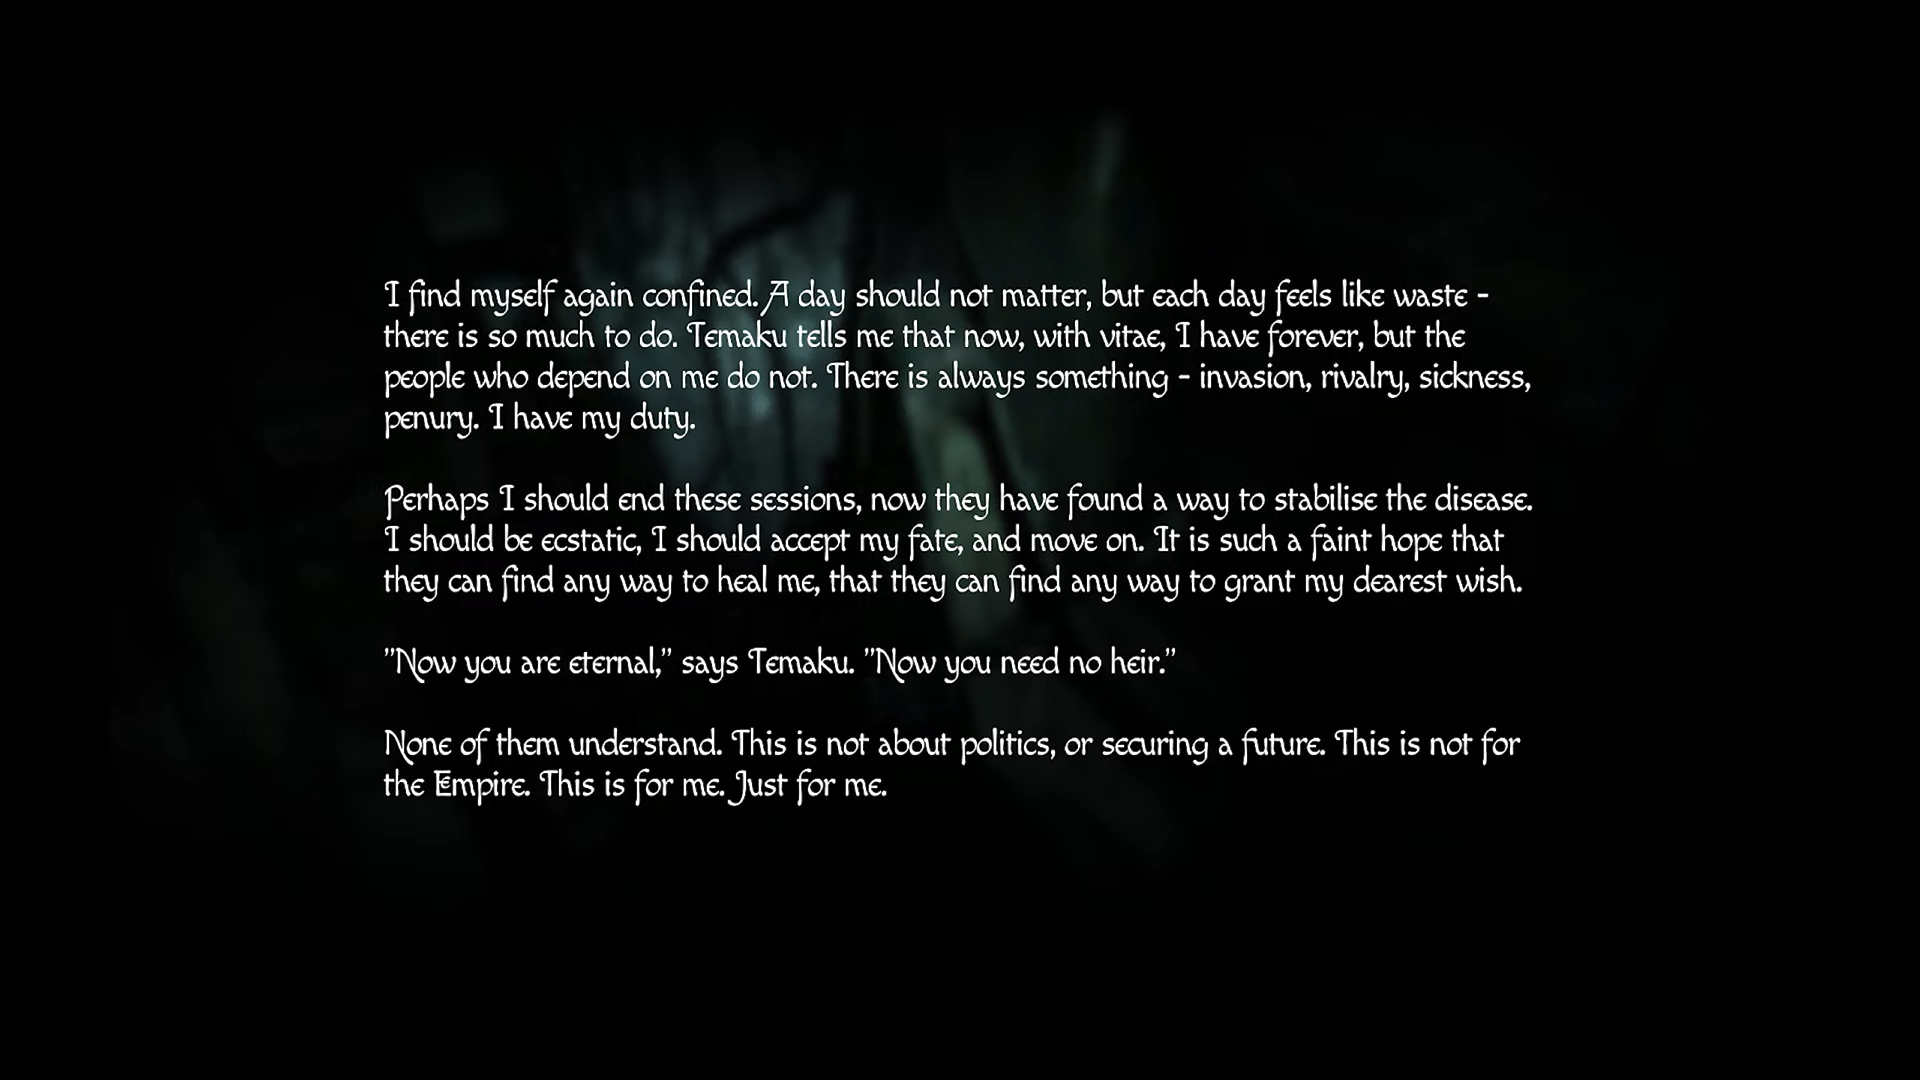 I find myself again confined. A day should not matter, but each day feels like waste -
there is so much to do. Temaku tells me that now, with vitae, I have forever, but the
people who depend on me do not. There is always something - invasion, rivalry, sickness,
penury. I have my duty.
Perhaps I should end these sessions, now they have found a way to stabilise the disease.
I should be ecstatic, I should accept my fate, and move on. It is such a faint hope that
they can find any way to heal me, that they can find any way to grant my dearest wish.
"Now you are eternal," says Temaku. "Now you need no heir."
None of them understand. This is not about politics, or securing a future. This is not for
the Empire. This is for me. Just for me.